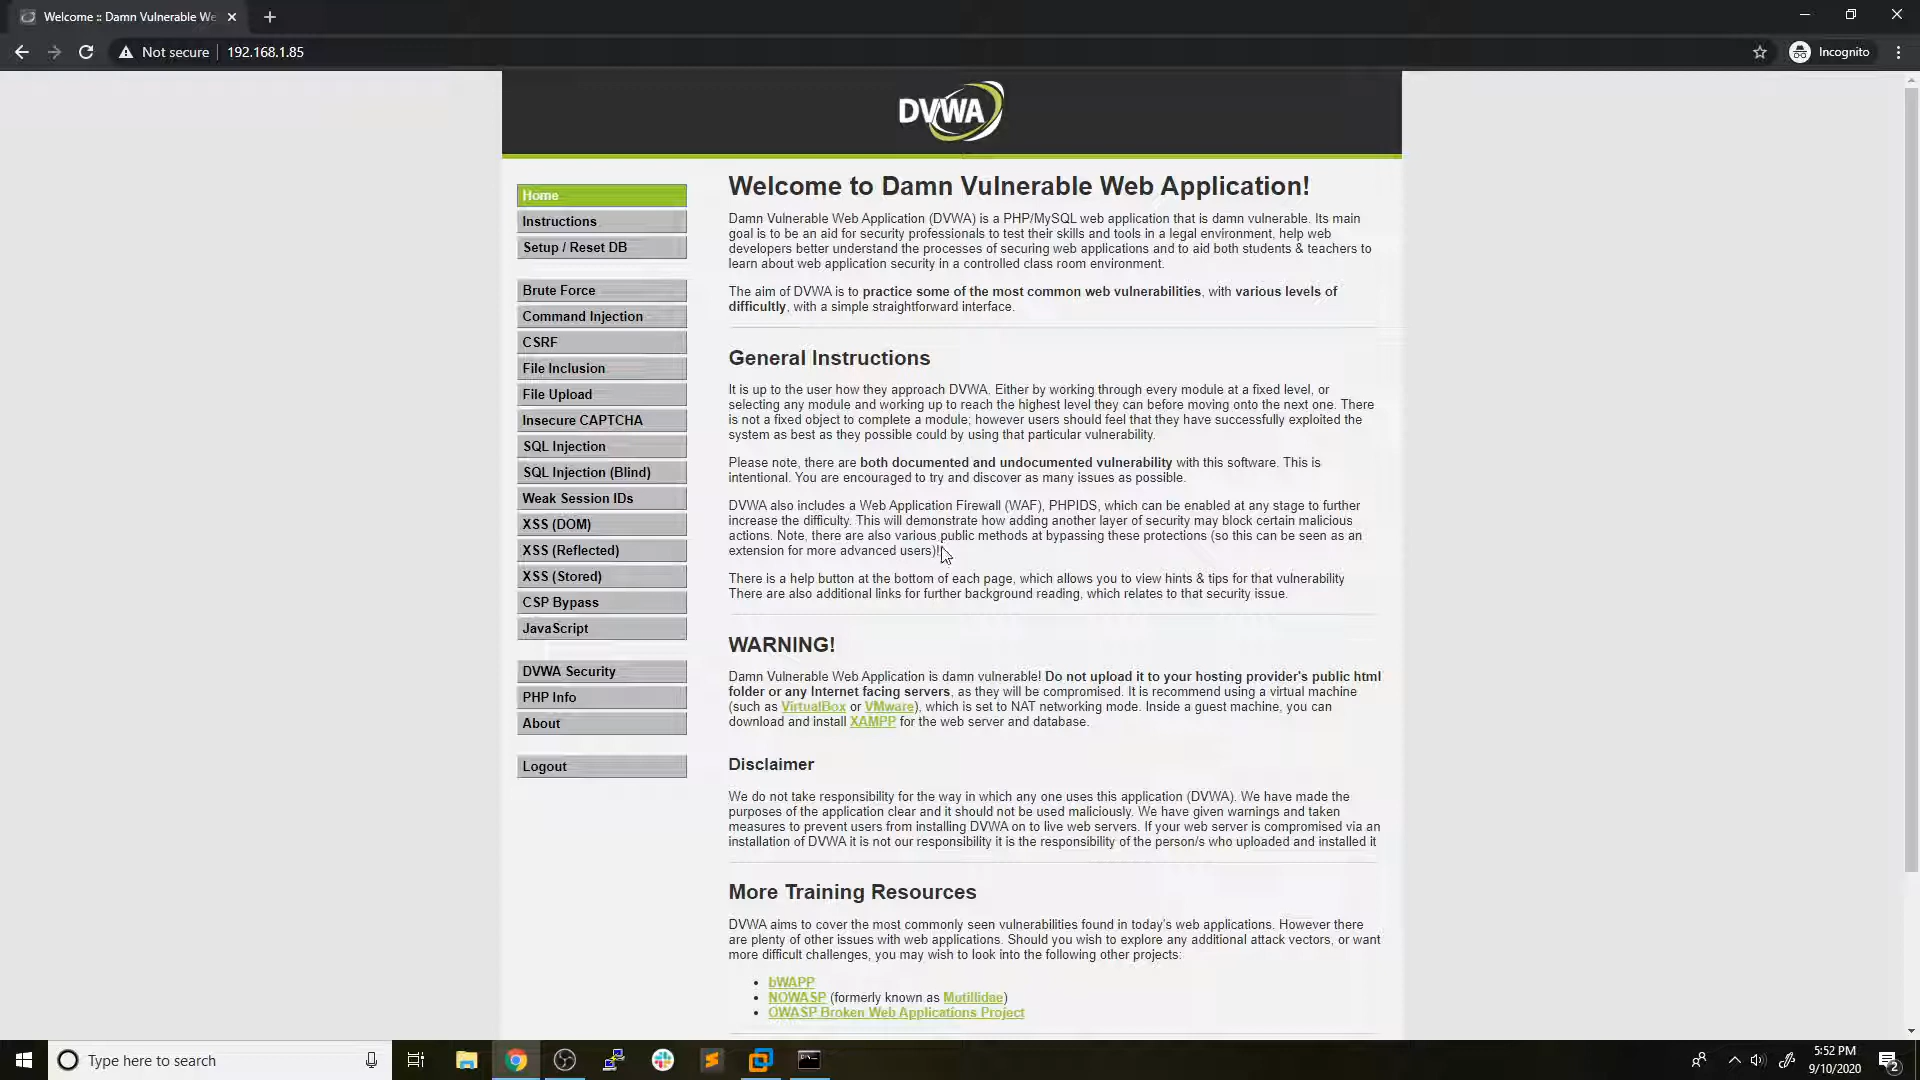 Welcome :: Damn Vulnerable We
Not secure
192.168.1.85
Incognito
DVWA
Home
Instructions
Setup / Reset DB
Brute Force
Command Injection
CSRF
File Inclusion
File Upload
Insecure CAPTCHA
SQL Injection
SQL Injection (Blind)
Weak Session IDs
XSS (DOM)
XSS (Reflected)
XSS (Stored)
CSP Bypass
JavaScript
DVWA Security
PHP Info
About
Logout
Welcome to Damn Vulnerable Web Application!
Damn Vulnerable Web Application (DVWA) is a PHP/MySQL web application that is damn vulnerable. Its main
goal is to be an aid for security professionals to test their skills and tools in a legal environment, help web
developers better understand the processes of securing web applications and to aid both students & teachers to
learn about web application security in a controlled class room environment.
The aim of DVWA is to practice some of the most common web vulnerabilities, with various levels of
difficultly, with a simple straightforward interface.
General Instructions
It is up to the user how they approach DVWA. Either by working through every module at a fixed level, or
selecting any module and working up to reach the highest level they can before moving onto the next one. There
is not a fixed object to complete a module; however users should feel that they have successfully exploited the
system as best as they possible could by using that particular vulnerability.
Please note, there are both documented and undocumented vulnerability with this software. This is
intentional. You are encouraged to try and discover as many issues as possible.
DVWA also includes a Web Application Firewall (WAF), PHPIDS, which can be enabled at any stage to further
increase the difficulty. This will demonstrate how adding another layer of security may block certain malicious
actions. Note, there are also various public methods at bypassing these protections (so this can be seen as an
extension for more advanced users)!
There is a help button at the bottom of each page, which allows you to view hints & tips for that vulnerability
There are also additional links for further background reading, which relates to that security issue.
WARNING!
Damn Vulnerable Web Application is damn vulnerable! Do not upload it to your hosting provider's public html
folder or any Internet facing servers, as they will be compromised. It is recommend using a virtual machine
(such as VirtualBox or VMware), which is set to NAT networking mode. Inside a guest machine, you can
download and install XAMPP for the web server and database.
Disclaimer
We do not take responsibility for the way in which any one uses this application (DVWA). We have made the
purposes of the application clear and it should not be used maliciously. We have given warnings and taken
measures to prevent users from installing DVWA on to live web servers. If your web server is compromised via an
installation of DVWA it is not our responsibility it is the responsibility of the person/s who uploaded and installed it
More Training Resources
DVWA aims to cover the most commonly seen vulnerabilities found in today's web applications. However there
are plenty of other issues with web applications. Should you wish to explore any additional attack vectors, or want
more difficult challenges, you may wish to look into the following other projects:
bWAPP
NOWASP (formerly known as Mutillidae)
OWASP Broken Web Applications Project
Type here to search
5:52 PM
9/10/2020
2